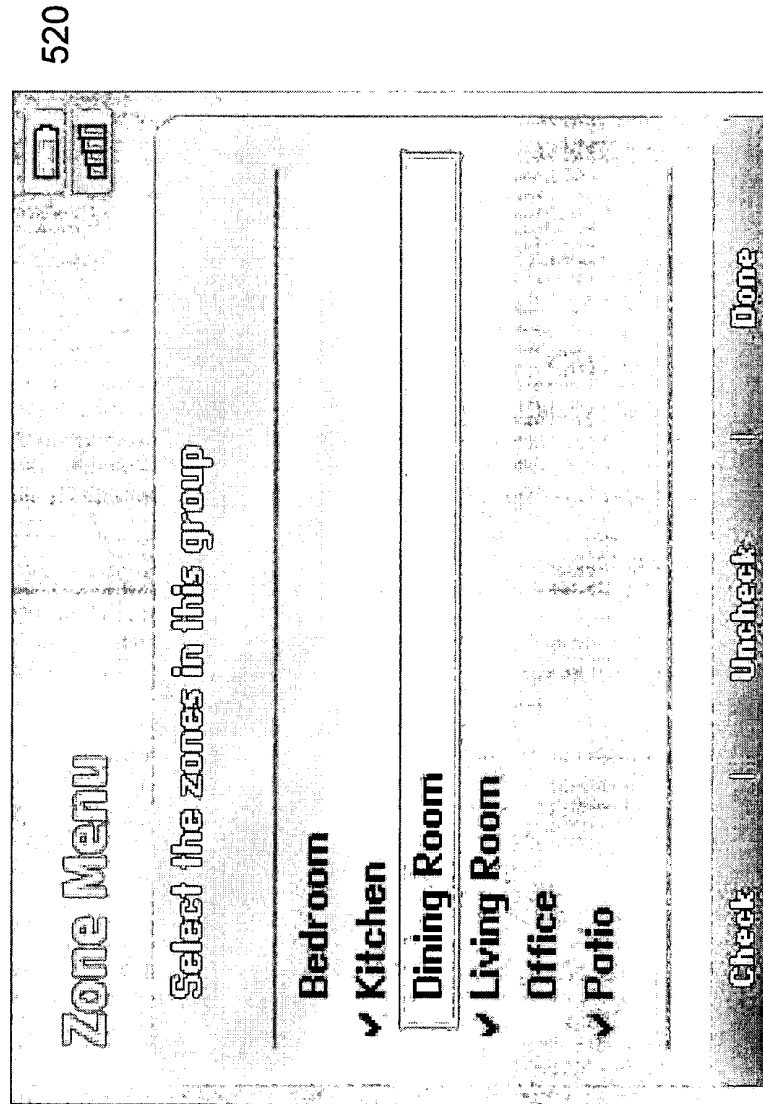 520
Zone Menu
Select the zones in this group
Bedroom
✓ Kitchen
Dining Room
✓ Living Room
Office
✓ Patio
Check | Uncheck | Done